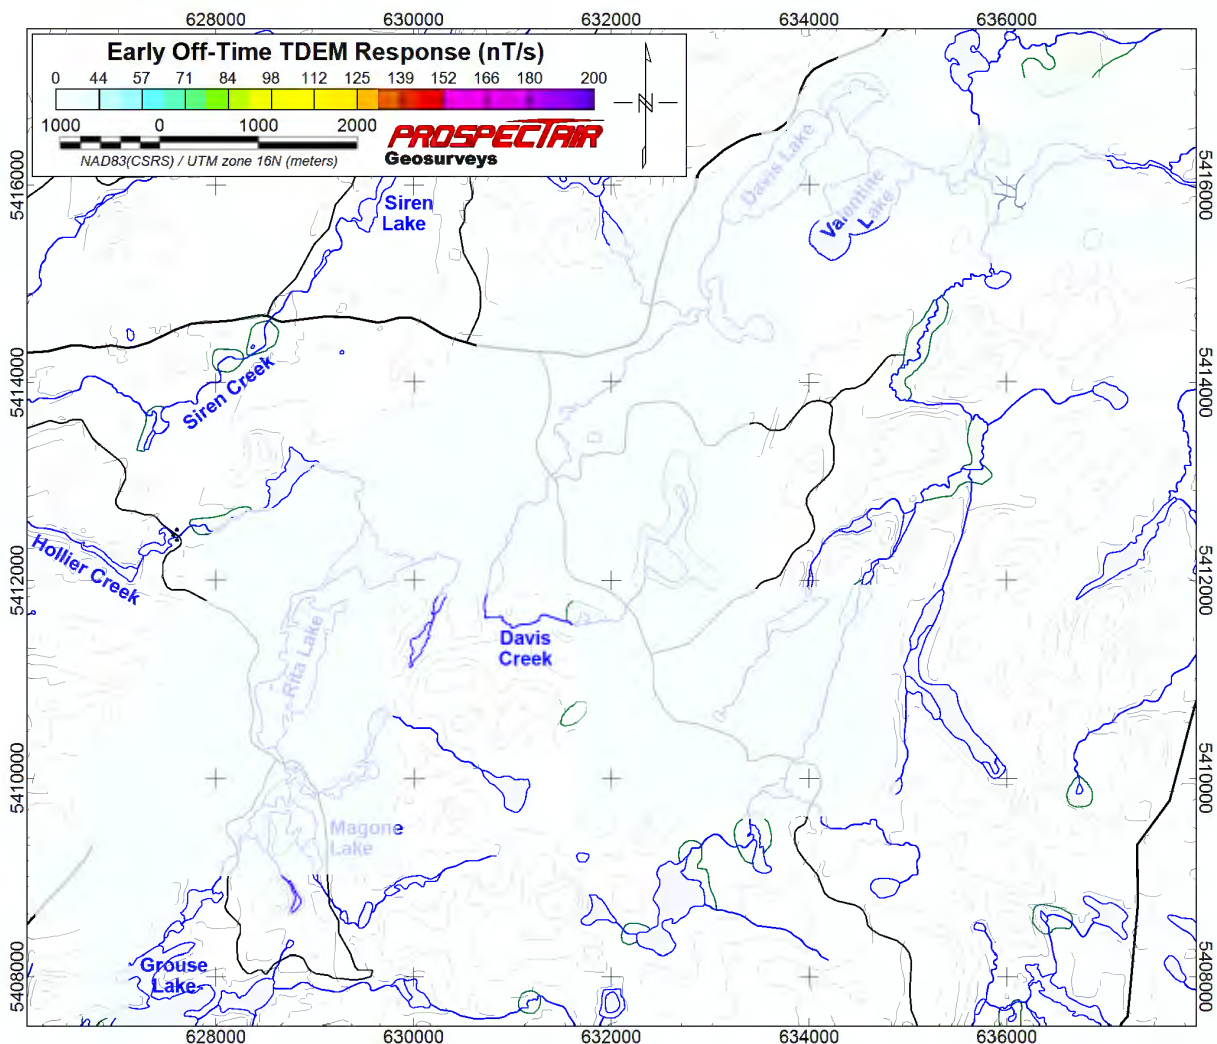 628000 630000 632000 634000 636000
Early Off-Time TDEM Response (nT/s)
0 44 57 71 84 98 112 125 139 152 166 180 200
1000 0 1000 2000
NAD83(CSRS) / UTM zone 16N (meters)
PROSPECTAIR
Geosurveys
N
5416000
5416000
Davis Lake
Valentine
Lake
Siren
Lake
5414000
5414000
Siren Creek
5412000
5412000
Hollier Creek
Rita Lake
Davis
Creek
5410000
5410000
Magone
Lake
5408000
5408000
Grouse
Lake
628000 630000 632000 634000 636000